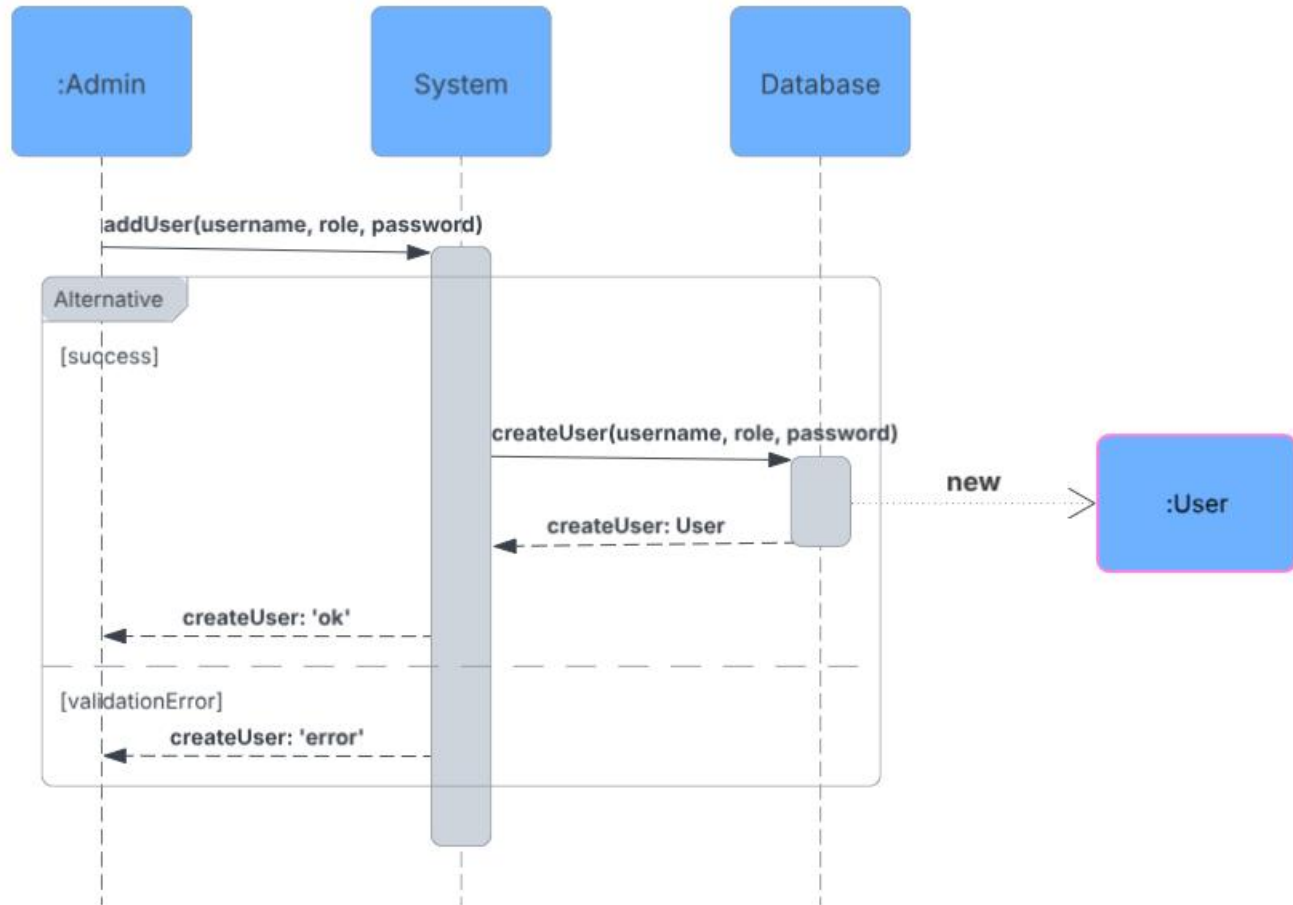 :Admin
System
Database
addUser(username, role, password)
Alternative
[success]
createUser(username, role, password)
new
:User
createUser: User
createUser: 'ok'
[validationError]
createUser: 'error'